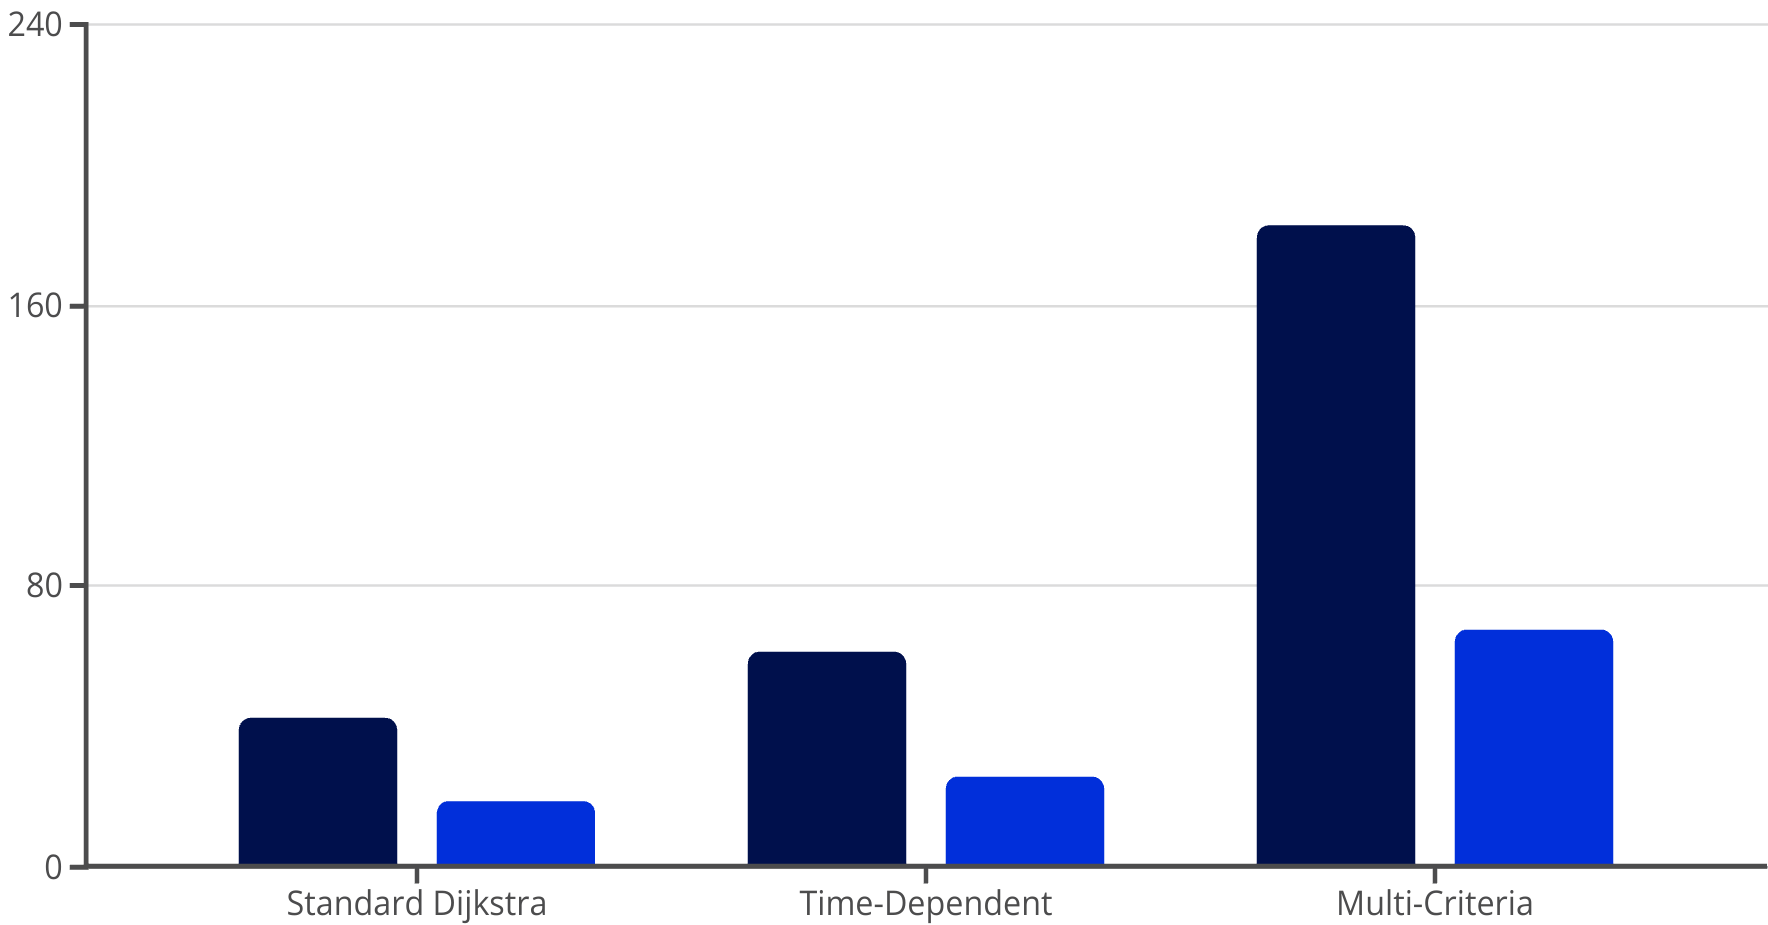 240
160
80
0
Standard Dijkstra
Time-Dependent
Multi-Criteria